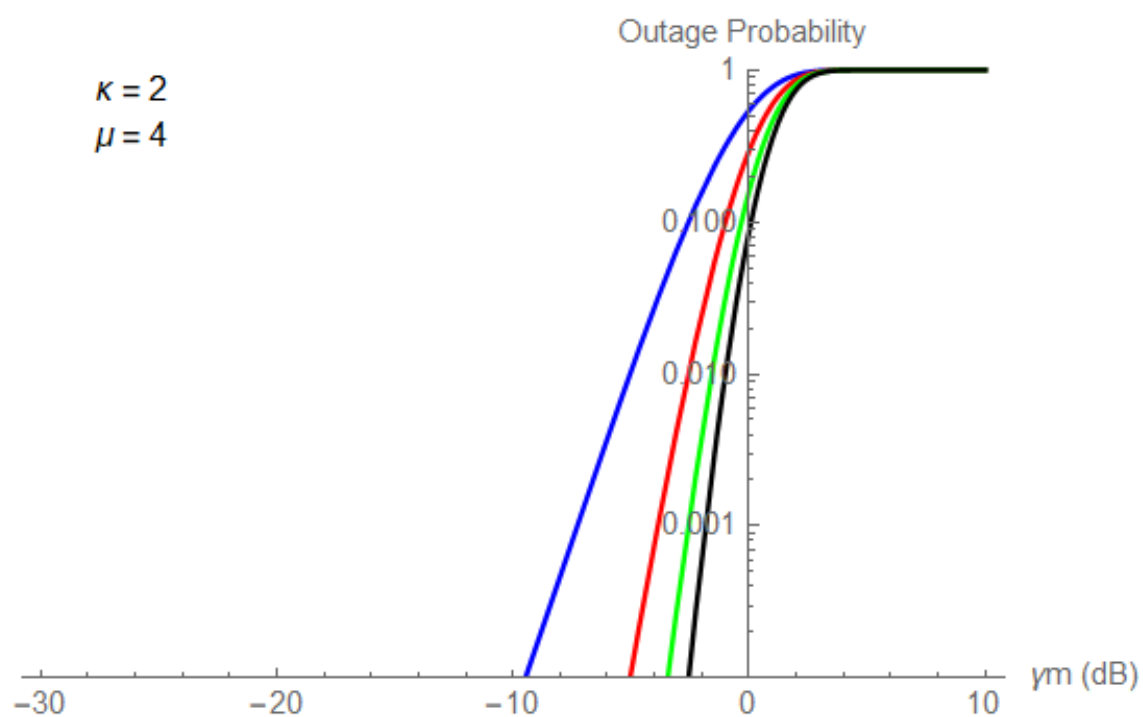 Outage Probability
κ = 2
μ = 4
1
0.100
0.010
0.001
−30
−20
−10
0
10
γm (dB)